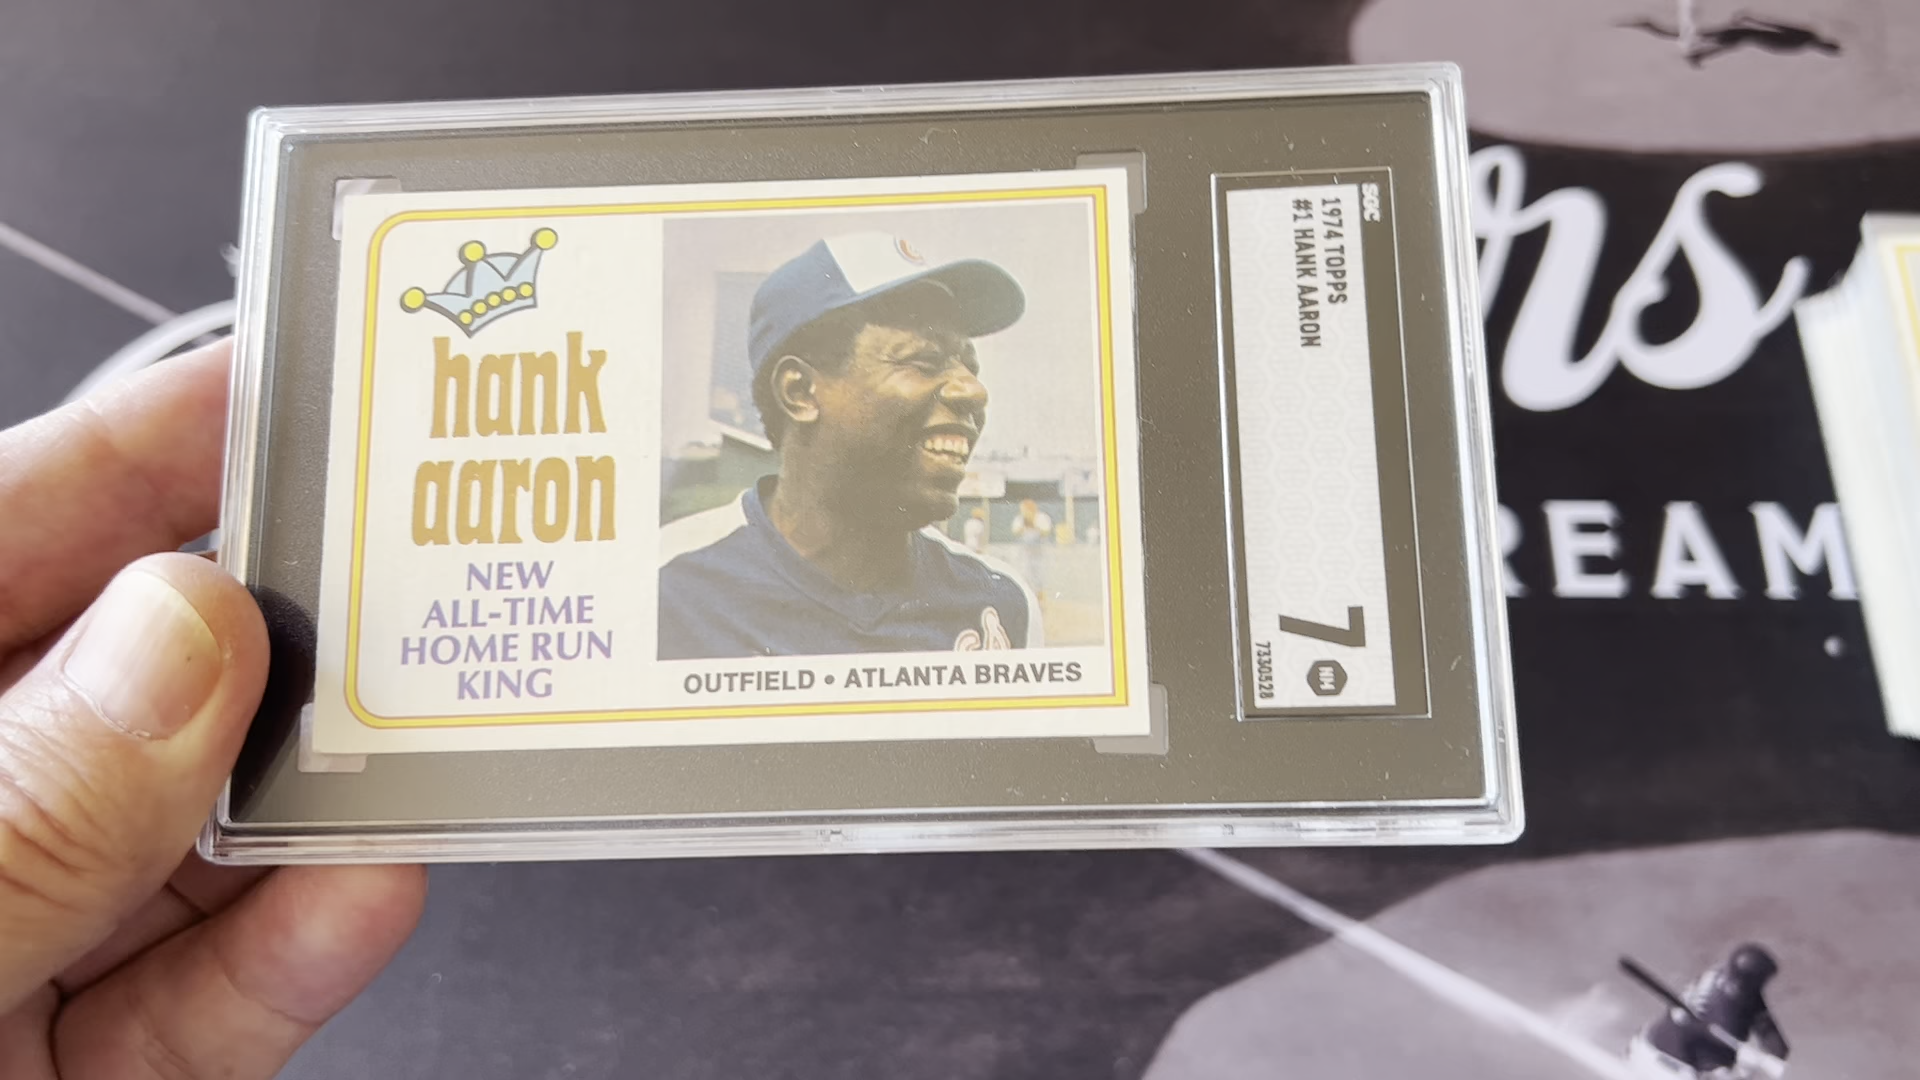 hank
aaron
NEW
ALL-TIME
HOME RUN
KING
OUTFIELD • ATLANTA BRAVES
SGC
1974 TOPPS
#1 HANK AARON
7
NM
7330528
rs
REAM